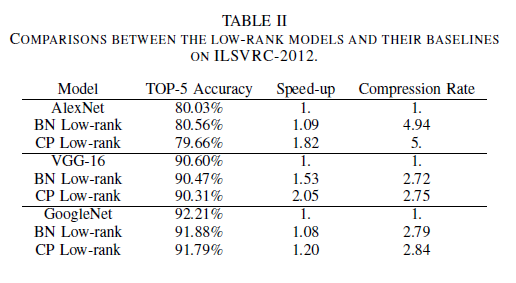 TABLE II
COMPARISONS BETWEEN THE LOW-RANK MODELS AND THEIR BASELINES
ON ILSVRC-2012.
Model TOP-5 Accuracy Speed-up Compression Rate
AlexNet 80.03% 1. 1.
BN Low-rank 80.56% 1.09 4.94
CP Low-rank 79.66% 1.82 5.
VGG-16 90.60% 1. 1.
BN Low-rank 90.47% 1.53 2.72
CP Low-rank 90.31% 2.05 2.75
GoogleNet 92.21% 1. 1.
BN Low-rank 91.88% 1.08 2.79
CP Low-rank 91.79% 1.20 2.84